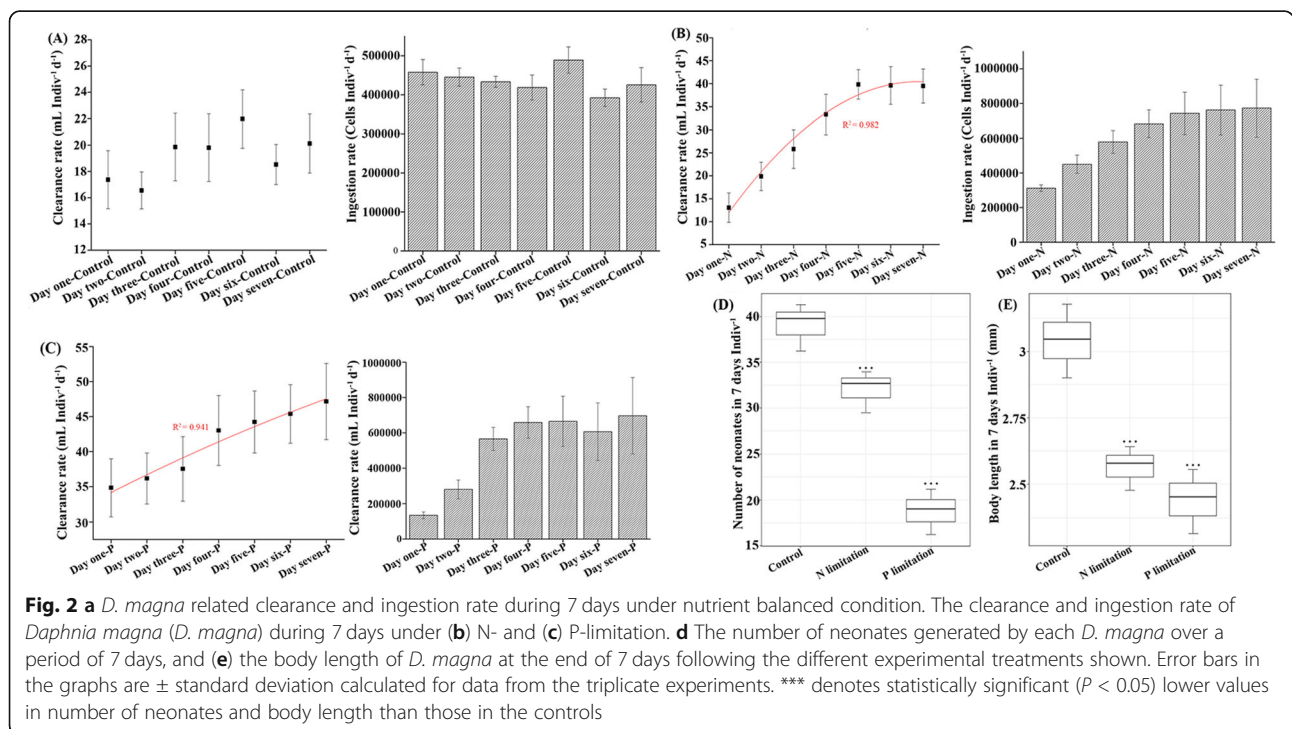 (A)
Clearance rate (mL Indiv⁻¹ d⁻¹)
28
26
24
22
20
18
16
14
12
Day one-Control
Day two-Control
Day three-Control
Day four-Control
Day five-Control
Day six-Control
Day seven-Control
Ingestion rate (Cells Indiv⁻¹ d⁻¹)
500000
400000
300000
200000
100000
0
Day one-Control
Day two-Control
Day three-Control
Day four-Control
Day five-Control
Day six-Control
Day seven-Control
(B)
Clearance rate (mL Indiv⁻¹ d⁻¹)
50
45
40
35
30
25
20
15
10
5
R² = 0.982
Day one-N
Day two-N
Day three-N
Day four-N
Day five-N
Day six-N
Day seven-N
Ingestion rate (Cells Indiv⁻¹ d⁻¹)
1000000
800000
600000
400000
200000
0
Day one-N
Day two-N
Day three-N
Day four-N
Day five-N
Day six-N
Day seven-N
(C)
Clearance rate (mL Indiv⁻¹ d⁻¹)
55
50
45
40
35
30
R² = 0.941
Day one-P
Day two-P
Day three-P
Day four-P
Day five-P
Day six-P
Day seven-P
Clearance rate (mL Indiv⁻¹ d⁻¹)
1000000
800000
600000
400000
200000
0
Day one-P
Day two-P
Day three-P
Day four-P
Day five-P
Day six-P
Day seven-P
(D)
Number of neonates in 7 days Indiv⁻¹
40
35
30
25
20
15
***
***
Control
N limitation
P limitation
(E)
Body length in 7 days Indiv⁻¹ (mm)
3
2.75
2.5
***
***
Control
N limitation
P limitation
Fig. 2 a D. magna related clearance and ingestion rate during 7 days under nutrient balanced condition. The clearance and ingestion rate of
Daphnia magna (D. magna) during 7 days under (b) N- and (c) P-limitation. d The number of neonates generated by each D. magna over a
period of 7 days, and (e) the body length of D. magna at the end of 7 days following the different experimental treatments shown. Error bars in
the graphs are ± standard deviation calculated for data from the triplicate experiments. *** denotes statistically significant (P < 0.05) lower values
in number of neonates and body length than those in the controls